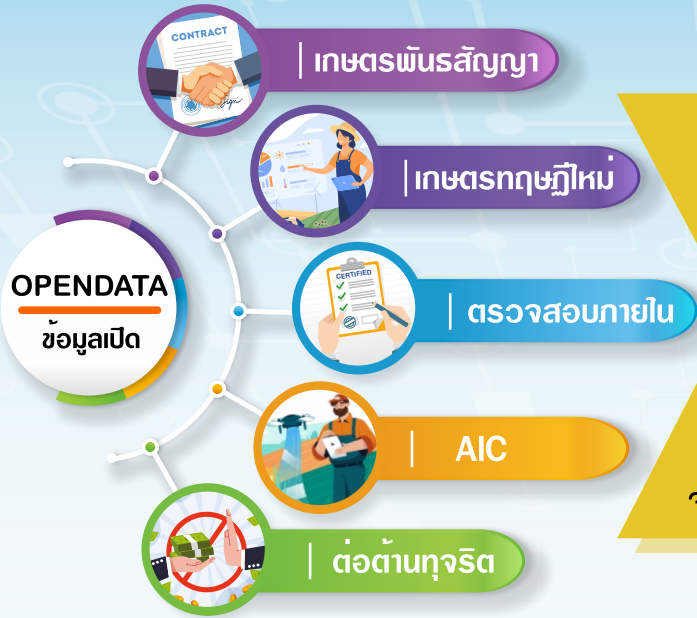 CONTRACT
Sign
| เกษตรพันธสัญญา
| เกษตรทฤษฎีใหม่
OPENDATA
ข้อมูลเปิด
CERTIFIED
| ตรวจสอบภายใน
| AIC
| ต่อต้านทุจริต